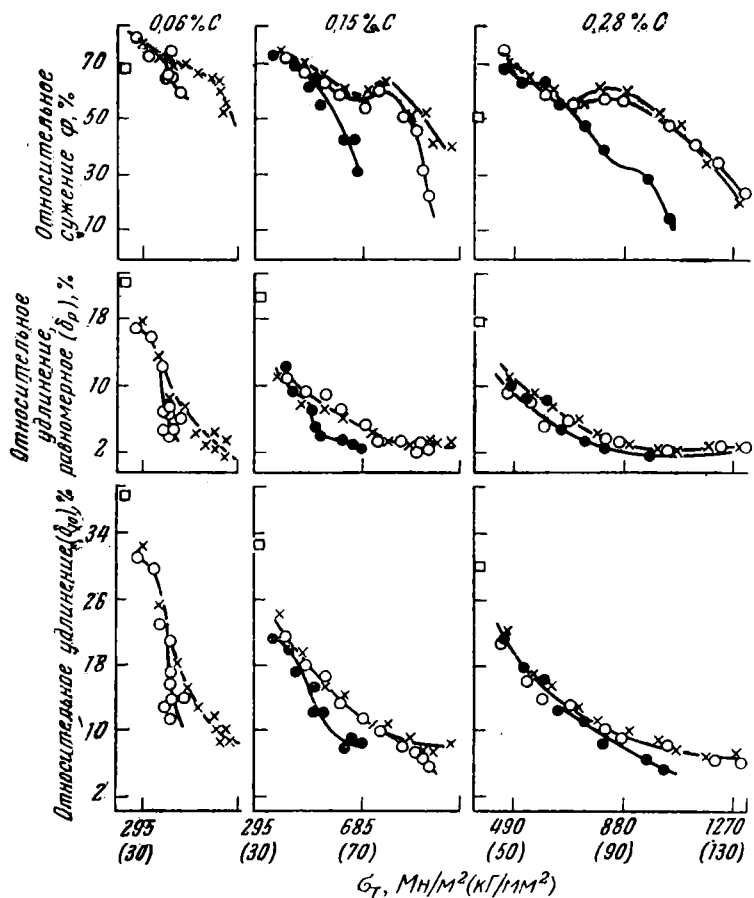 0,06%C
0,15%C
0,28%C
Относительное
сужение φ, %
70
50
30
10
Относительное
удлинение,
равномерное (δр), %
18
10
2
Относительное удлинение (δ10), %
34
26
18
10
2
295
(30)
295
(30)
685
(70)
490
(50)
880
(90)
1270
(130)
σт, Мн/м² (кГ/мм²)